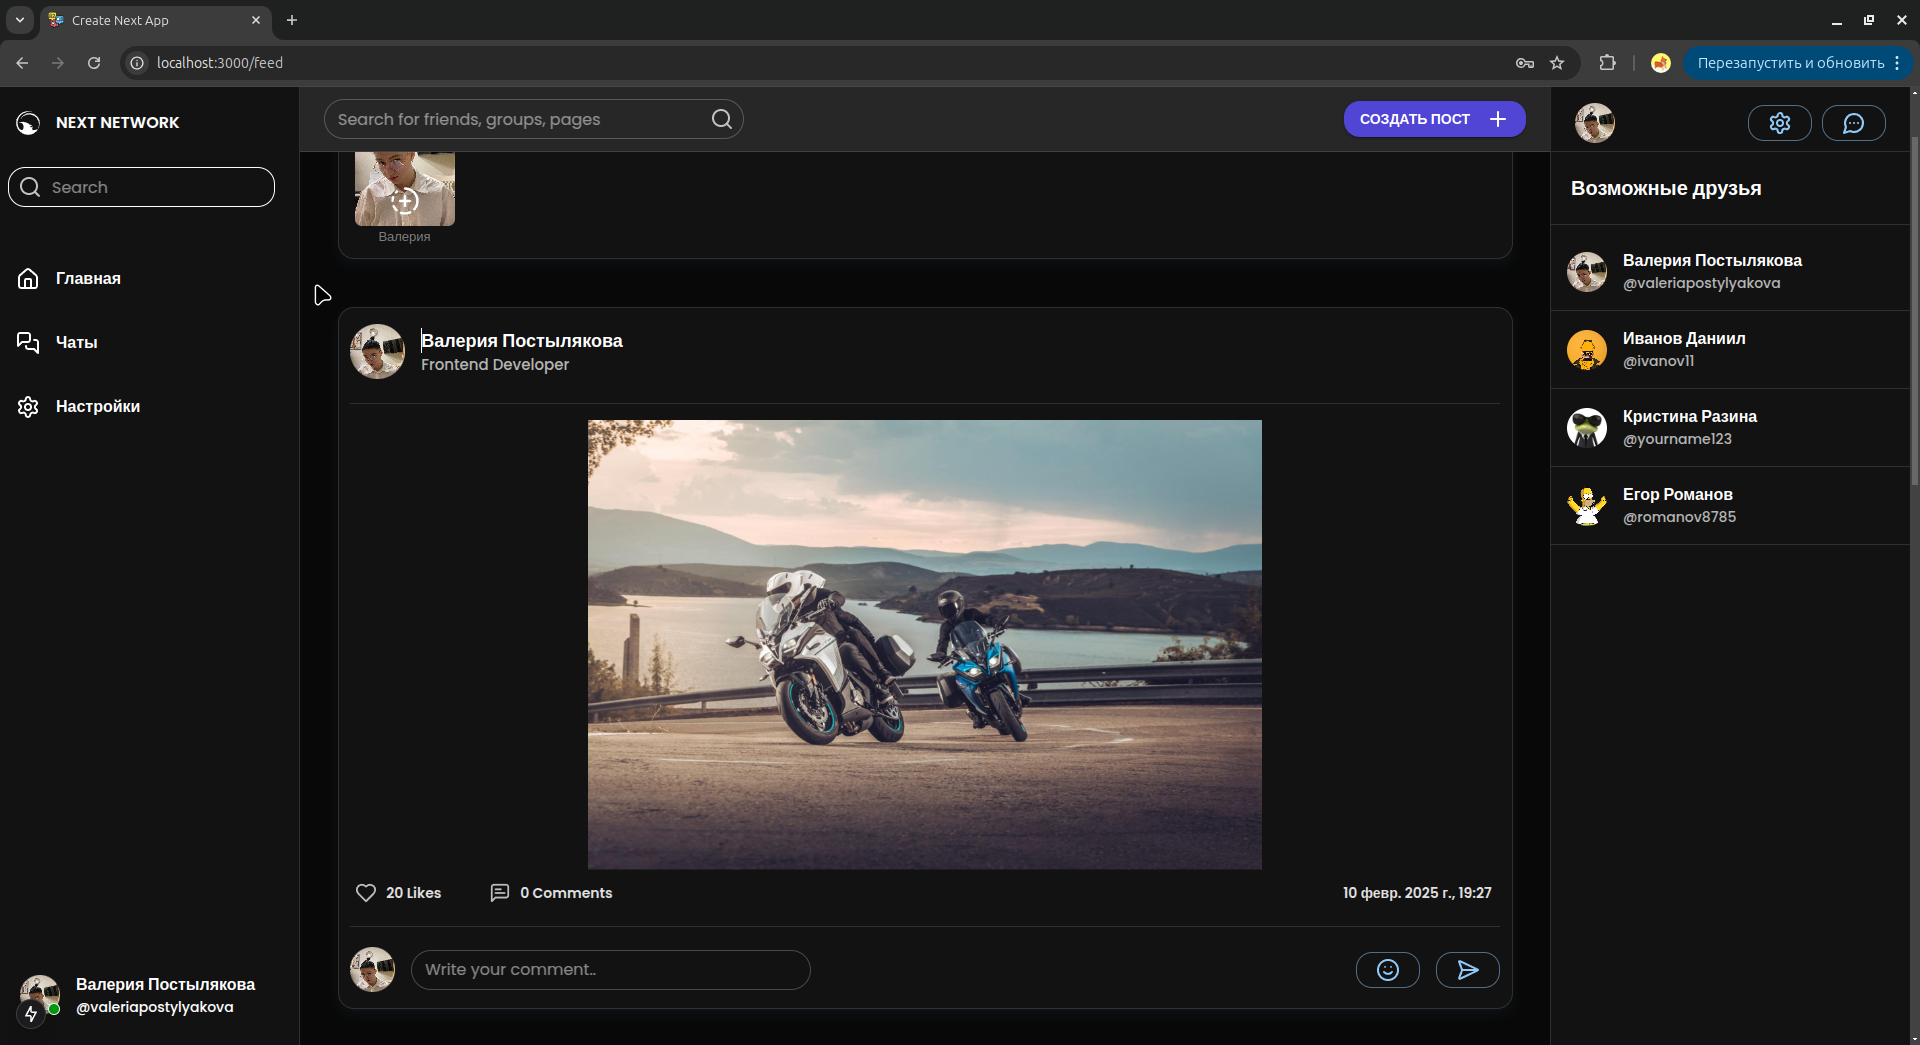 Create Next App
localhost:3000/feed
Перезапустить и обновить
NEXT NETWORK
Search
Главная
Чаты
Настройки
Валерия Постылякова
@valeriapostylyakova
Search for friends, groups, pages
СОЗДАТЬ ПОСТ
Валерия
Валерия Постылякова
Frontend Developer
20 Likes
0 Comments
10 февр. 2025 г., 19:27
Write your comment..
Возможные друзья
Валерия Постылякова
@valeriapostylyakova
Иванов Даниил
@ivanov11
Кристина Разина
@yourname123
Егор Романов
@romanov8785